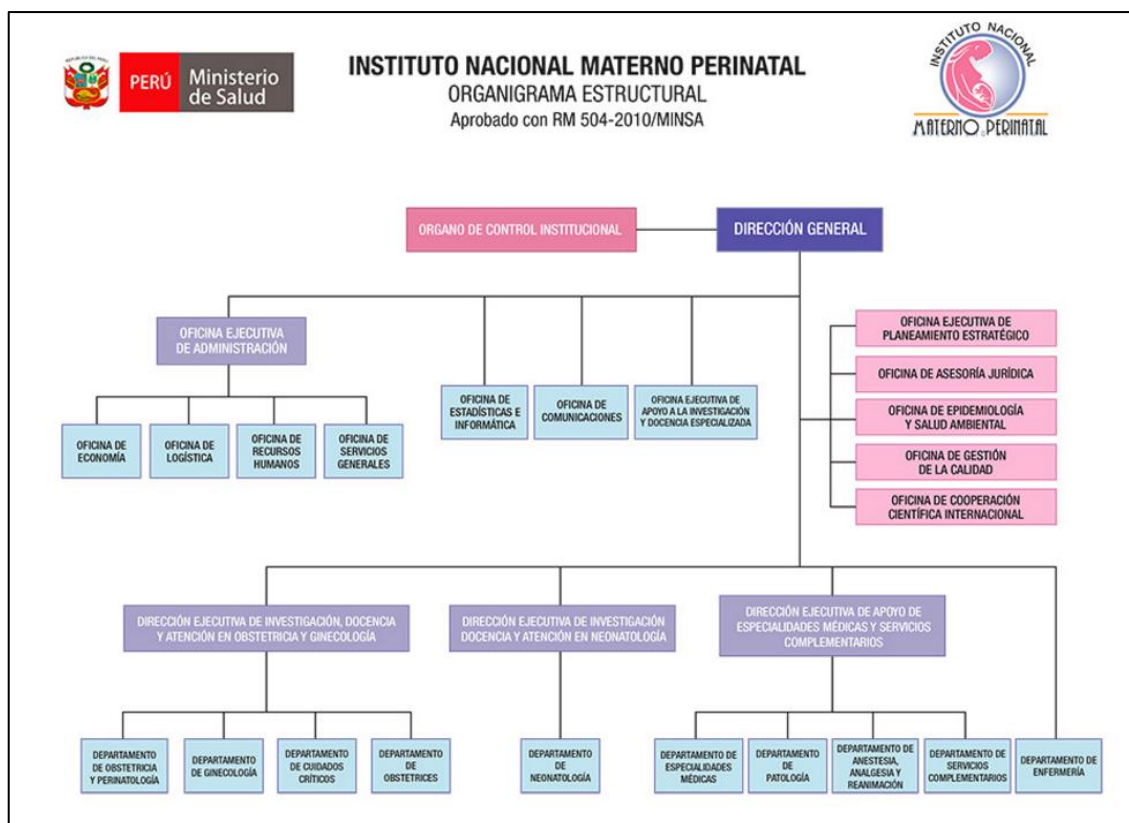 REPÚBLICA DEL PERÚ
PERÚ
Ministerio
de Salud
INSTITUTO NACIONAL MATERNO PERINATAL
ORGANIGRAMA ESTRUCTURAL
Aprobado con RM 504-2010/MINSA
INSTITUTO NACIONAL
MATERNO PERINATAL
ORGANO DE CONTROL INSTITUCIONAL
DIRECCIÓN GENERAL
OFICINA EJECUTIVA
DE ADMINISTRACIÓN
OFICINA DE
ECONOMÍA
OFICINA DE
LOGÍSTICA
OFICINA DE
RECURSOS
HUMANOS
OFICINA DE
SERVICIOS
GENERALES
OFICINA DE
ESTADÍSTICAS E
INFORMÁTICA
OFICINA DE
COMUNICACIONES
OFICINA EJECUTIVA DE
APOYO A LA INVESTIGACIÓN
Y DOCENCIA ESPECIALIZADA
OFICINA EJECUTIVA DE
PLANEAMIENTO ESTRATÉGICO
OFICINA DE ASESORÍA JURÍDICA
OFICINA DE EPIDEMIOLOGÍA
Y SALUD AMBIENTAL
OFICINA DE GESTIÓN
DE LA CALIDAD
OFICINA DE COOPERACIÓN
CIENTÍFICA INTERNACIONAL
DIRECCIÓN EJECUTIVA DE INVESTIGACIÓN, DOCENCIA
Y ATENCIÓN EN OBSTETRICIA Y GINECOLOGÍA
DIRECCIÓN EJECUTIVA DE INVESTIGACIÓN
DOCENCIA Y ATENCIÓN EN NEONATOLOGÍA
DIRECCIÓN EJECUTIVA DE APOYO DE
ESPECIALIDADES MÉDICAS Y SERVICIOS
COMPLEMENTARIOS
DEPARTAMENTO
DE OBSTETRICIA
Y PERINATOLOGÍA
DEPARTAMENTO
DE GINECOLOGÍA
DEPARTAMENTO
DE CUIDADOS
CRÍTICOS
DEPARTAMENTO
DE
OBSTETRICES
DEPARTAMENTO
DE
NEONATOLOGÍA
DEPARTAMENTO DE
ESPECIALIDADES
MÉDICAS
DEPARTAMENTO
DE
PATOLOGÍA
DEPARTAMENTO DE
ANESTESIA,
ANALGESIA Y
REANIMACIÓN
DEPARTAMENTO
DE SERVICIOS
COMPLEMENTARIOS
DEPARTAMENTO DE
ENFERMERÍA